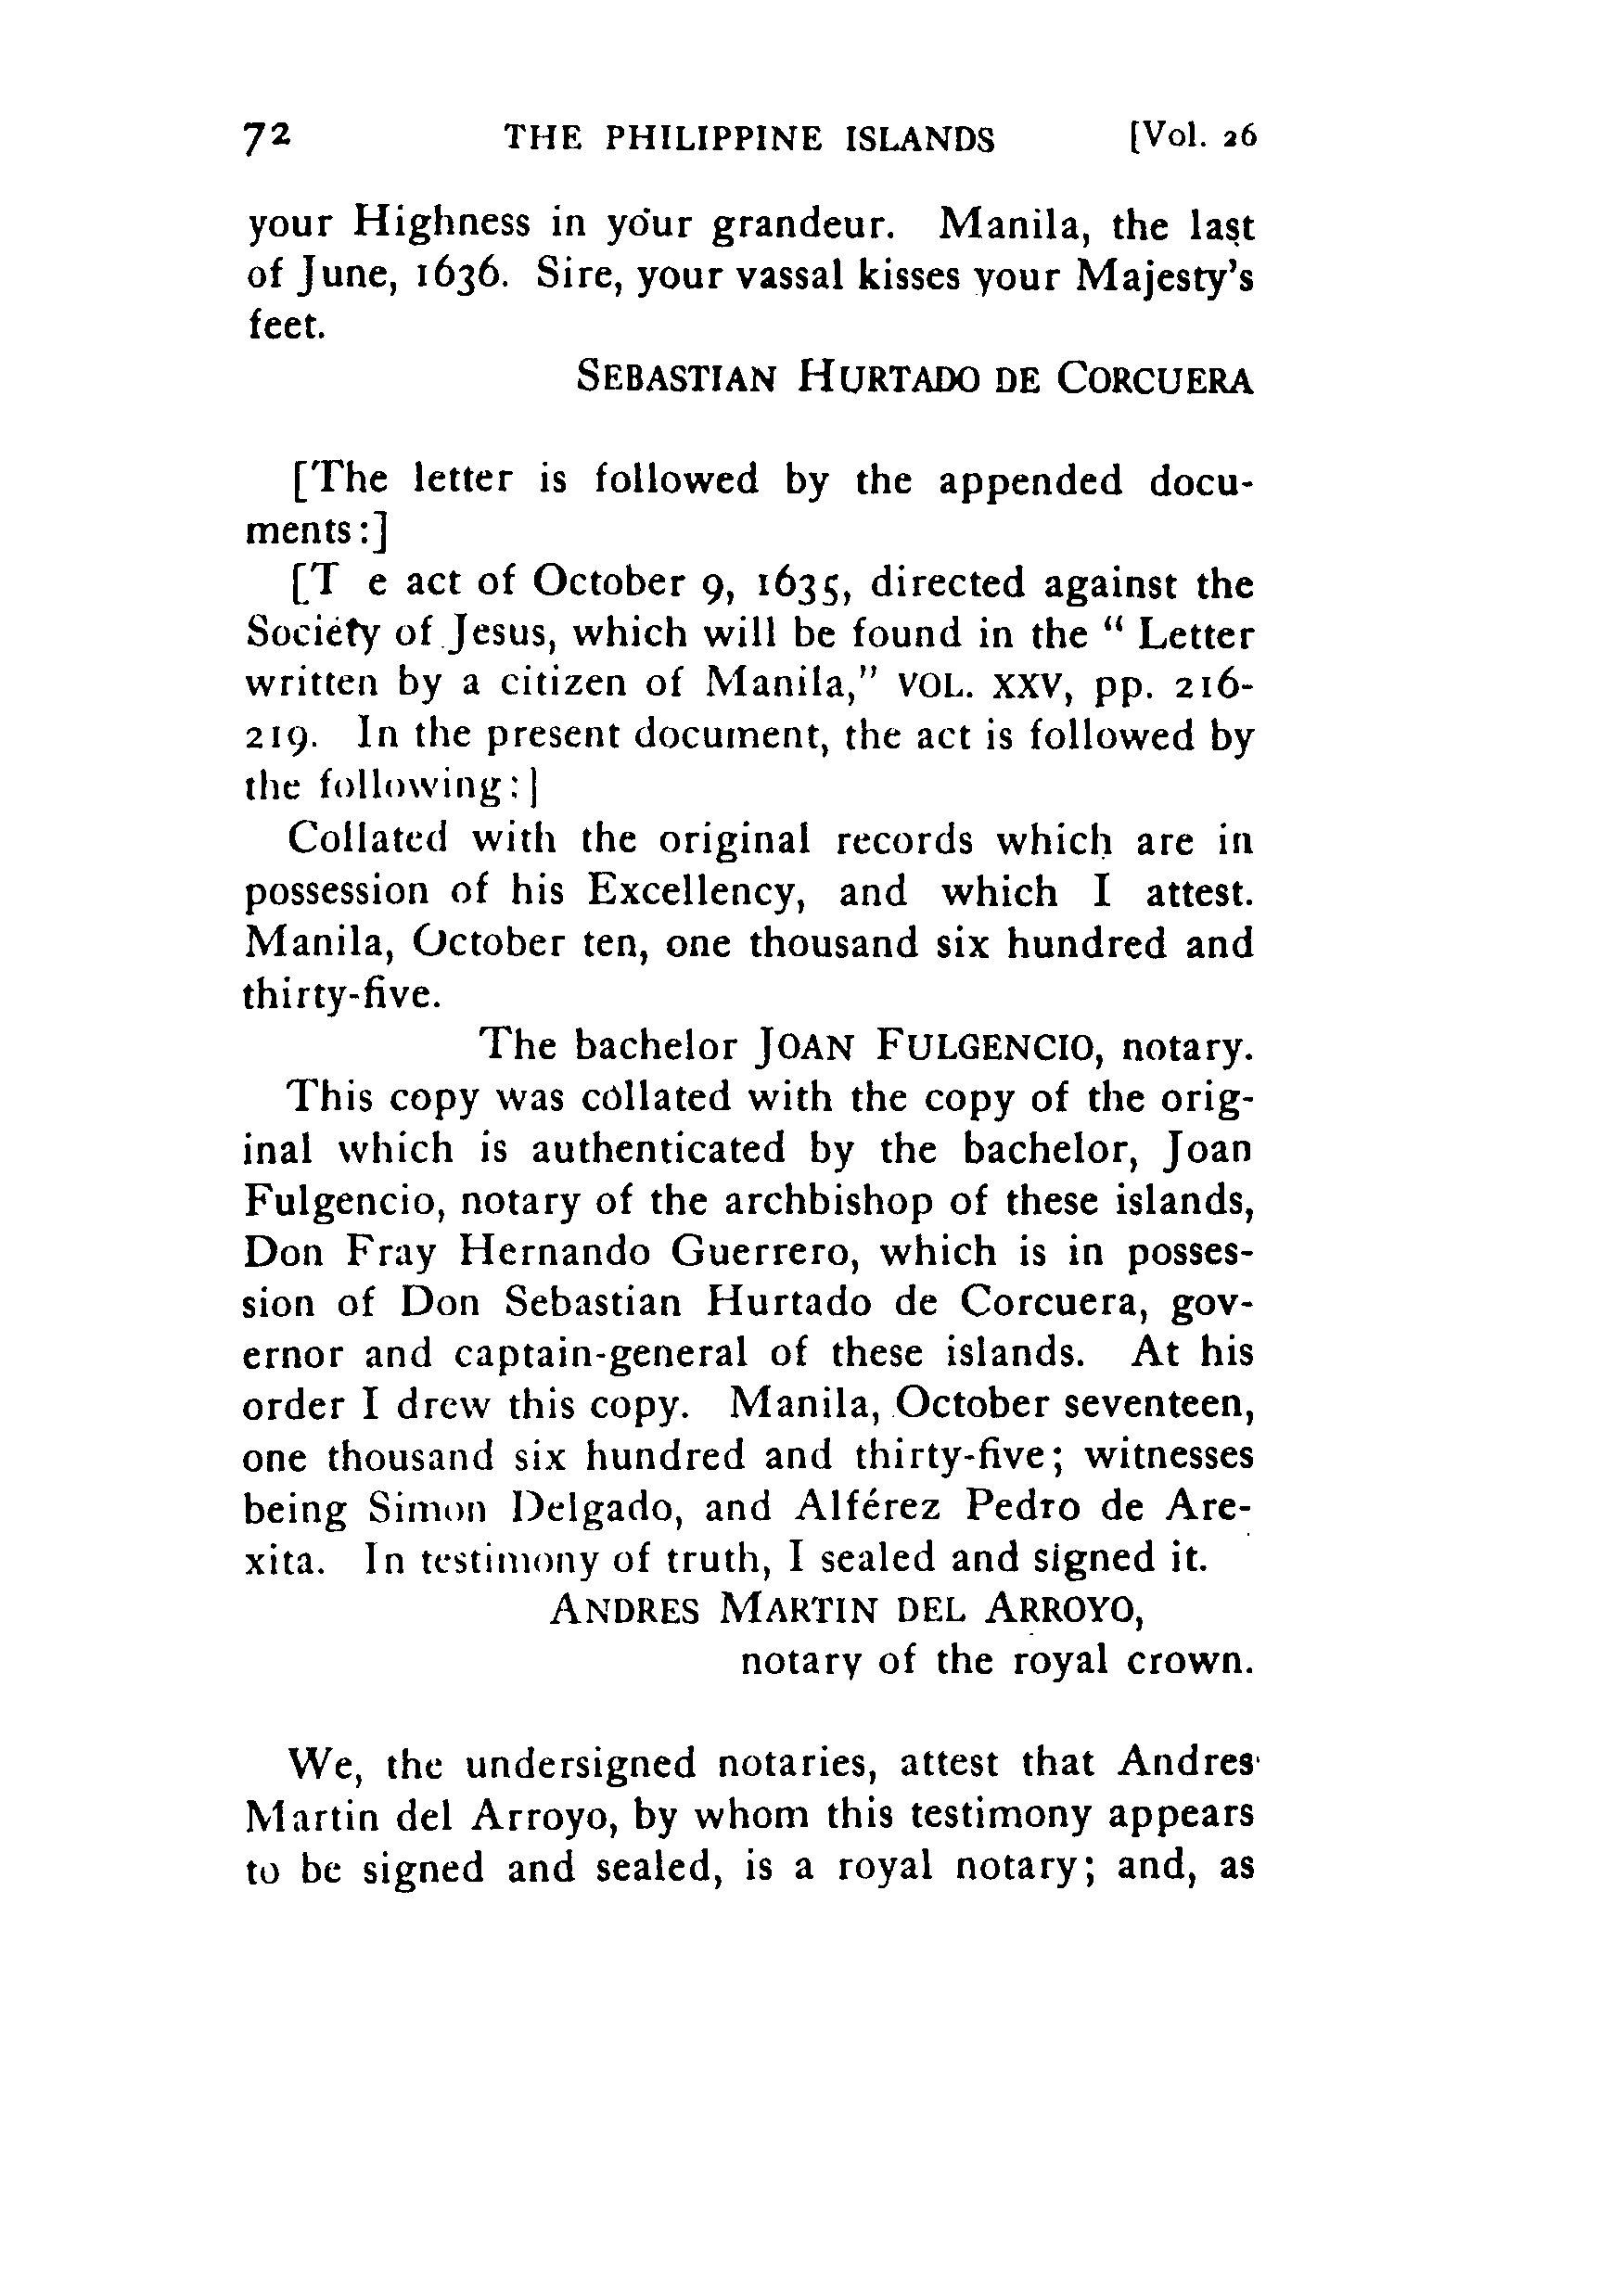 72 THE PHILIPPINE ISLANDS [Vol. 26
your Highness in your grandeur. Manila, the last
of June, 1636. Sire, your vassal kisses your Majesty's
feet.
SEBASTIAN HURTADO DE CORCUERA
[The letter is followed by the appended docu-
ments:]
[T e act of October 9, 1635, directed against the
Society of Jesus, which will be found in the “ Letter
written by a citizen of Manila,” VOL. XXV, pp. 216-
219. In the present document, the act is followed by
the following:]
Collated with the original records which are in
possession of his Excellency, and which I attest.
Manila, October ten, one thousand six hundred and
thirty-five.
The bachelor JOAN FULGENCIO, notary.
This copy was collated with the copy of the orig-
inal which is authenticated by the bachelor, Joan
Fulgencio, notary of the archbishop of these islands,
Don Fray Hernando Guerrero, which is in posses-
sion of Don Sebastian Hurtado de Corcuera, gov-
ernor and captain-general of these islands. At his
order I drew this copy. Manila, October seventeen,
one thousand six hundred and thirty-five; witnesses
being Simon Delgado, and Alférez Pedro de Are-
xita. In testimony of truth, I sealed and signed it.
ANDRES MARTIN DEL ARROYO,
notary of the royal crown.
We, the undersigned notaries, attest that Andres
Martin del Arroyo, by whom this testimony appears
to be signed and sealed, is a royal notary; and, as